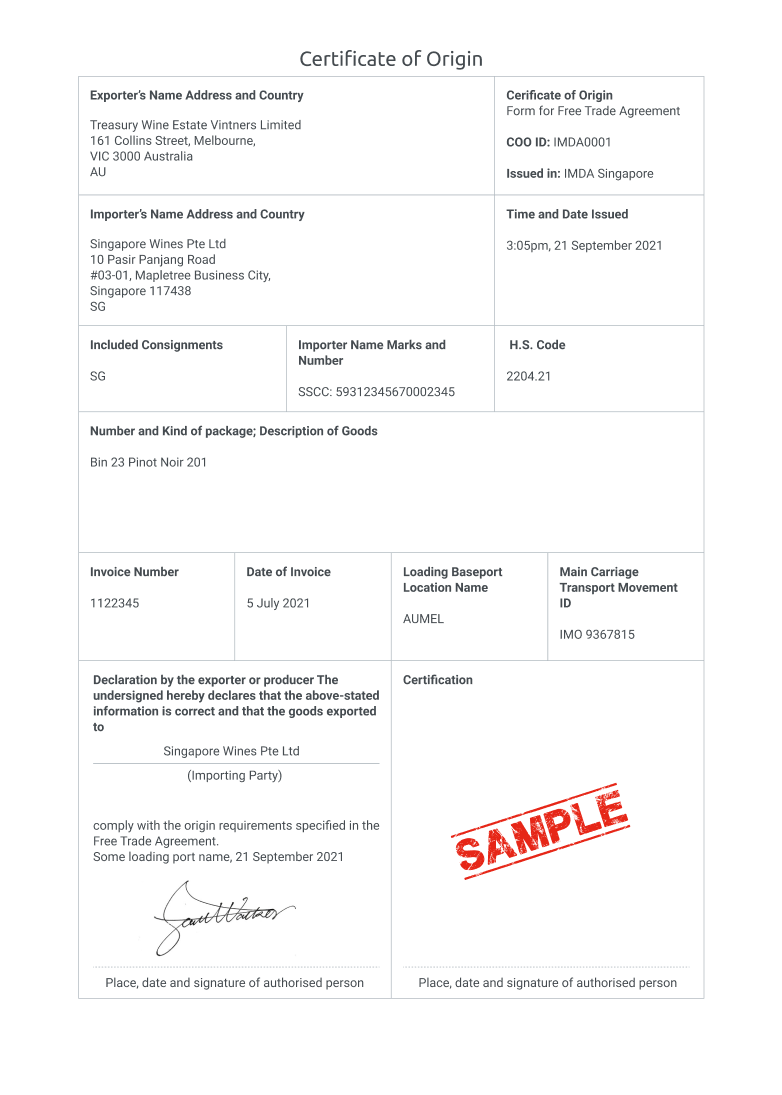 Certificate of Origin
Exporter's Name Address and Country
Treasury Wine Estate Vintners Limited
161 Collins Street, Melbourne,
VIC 3000 Australia
AU
Cerificate of Origin
Form for Free Trade Agreement
COO ID: IMDA0001
Issued in: IMDA Singapore
Importer's Name Address and Country
Singapore Wines Pte Ltd
10 Pasir Panjang Road
#03-01, Mapletree Business City,
Singapore 117438
SG
Time and Date Issued
3:05pm, 21 September 2021
Included Consignments
SG
Importer Name Marks and
Number
SSCC: 59312345670002345
H.S. Code
2204.21
Number and Kind of package; Description of Goods
Bin 23 Pinot Noir 201
Invoice Number
1122345
Date of Invoice
5 July 2021
Loading Baseport
Location Name
AUMEL
Main Carriage
Transport Movement
ID
IMO 9367815
Declaration by the exporter or producer The
undersigned hereby declares that the above-stated
information is correct and that the goods exported
to
Singapore Wines Pte Ltd
(Importing Party)
comply with the origin requirements specified in the
Free Trade Agreement.
Some loading port name, 21 September 2021
Place, date and signature of authorised person
Certification
SAMPLE
Place, date and signature of authorised person